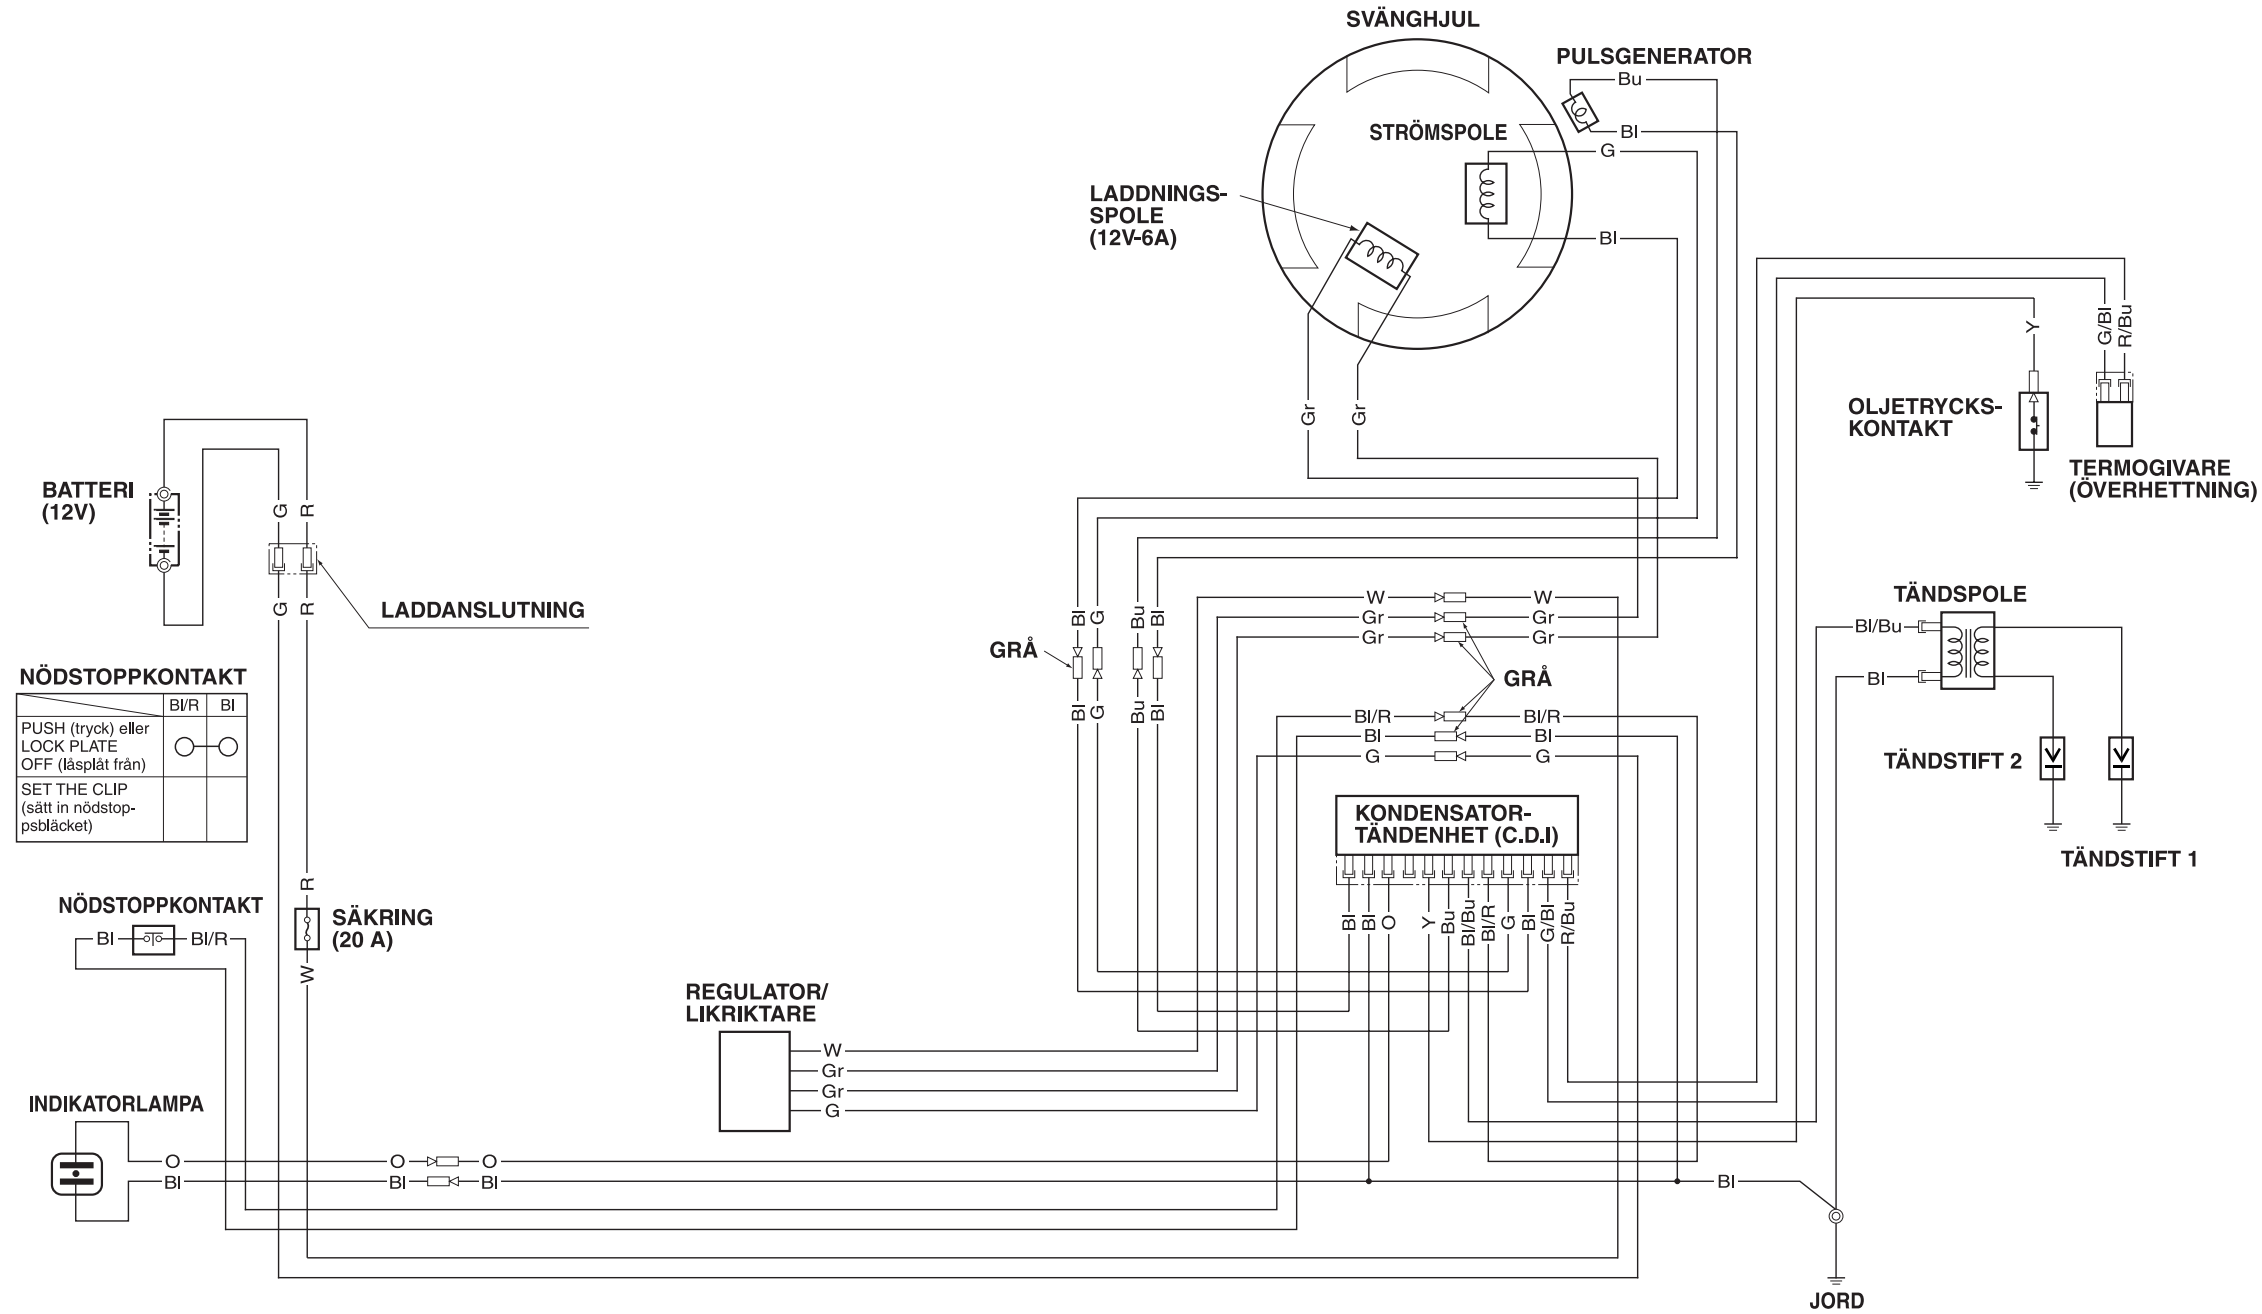 SVÄNGHJUL
PULSGENERATOR
Bu
STRÖMSPOLE
Bl
G
LADDNINGS-
SPOLE
(12V-6A)
Bl
G/Bl
R/Bu
Y
Gr
Gr
OLJETRYCKS-
KONTAKT
TERMOGIVARE
(ÖVERHETTNING)
BATTERI
(12V)
G
R
G
R
LADDANSLUTNING
W
W
Bl
G
Bu
Bl
Gr
Gr
Gr
Gr
GRÅ
GRÅ
TÄNDSPOLE
Bl/Bu
Bl
NÖDSTOPPKONTAKT
Bl/R
Bl
PUSH (tryck) eller
LOCK PLATE
OFF (låsplåt från)
SET THE CLIP
(sätt in nödstop-
psbläcket)
Bl
G
Bu
Bl
Bl/R
Bl/R
Bl
Bl
G
G
TÄNDSTIFT 2
TÄNDSTIFT 1
KONDENSATOR-
TÄNDENHET (C.D.I)
Bl
Bl
O
Y
Bu
Bl/Bu
Bl/R
G
Bl
G/Bl
R/Bu
R
NÖDSTOPPKONTAKT
Bl
Bl/R
SÄKRING
(20 A)
W
REGULATOR/
LIKRIKTARE
W
Gr
Gr
G
INDIKATORLAMPA
O
O
O
Bl
Bl
Bl
Bl
JORD